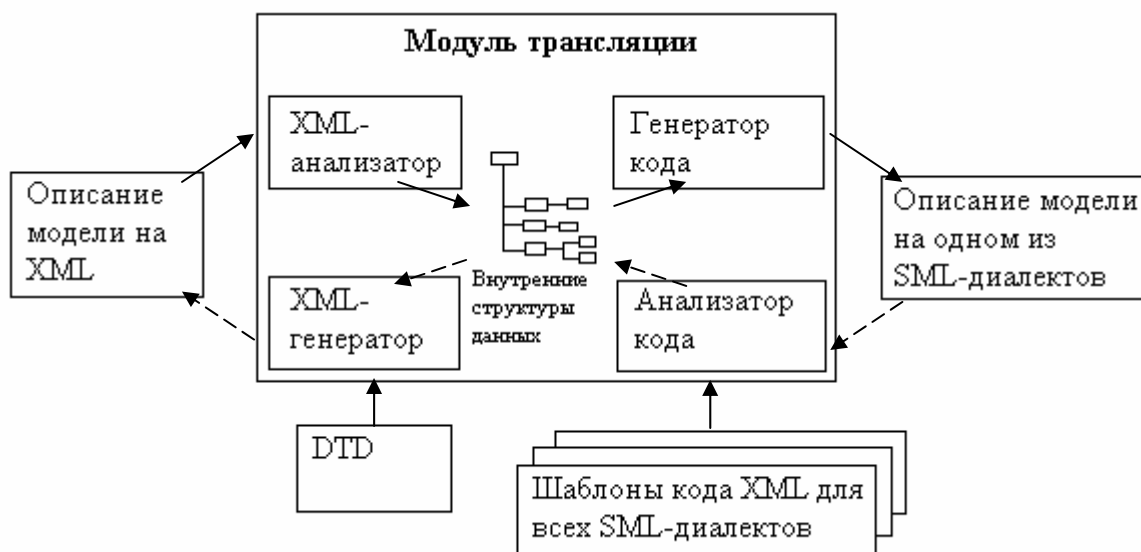 Модуль трансляции
XML-
анализатор
Генератор
кода
Описание
модели на
XML
Описание модели
на одном из
SML-диалектов
Внутренние
структуры
данных
XML-
генератор
Анализатор
кода
DTD
Шаблоны кода XML для
всех SML-диалектов